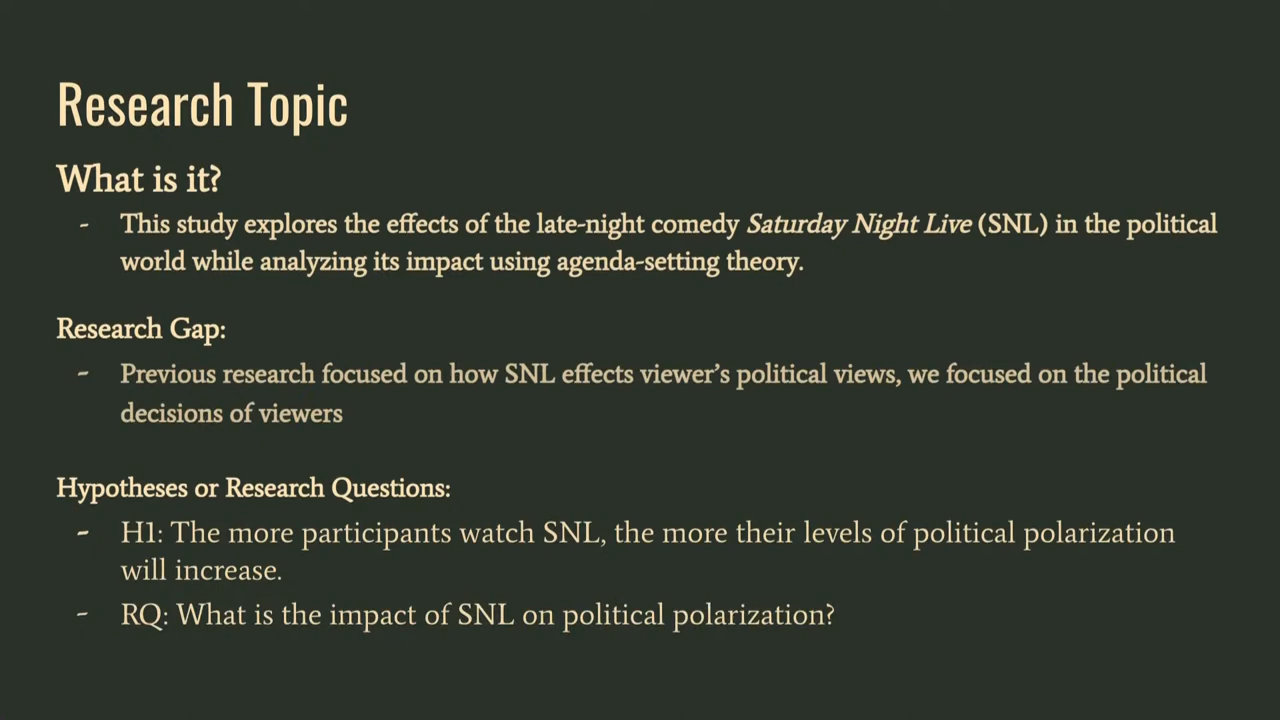 Research Topic
What is it?
- This study explores the effects of the late-night comedy Saturday Night Live (SNL) in the political
world while analyzing its impact using agenda-setting theory.
Research Gap:
- Previous research focused on how SNL effects viewer’s political views, we focused on the political
decisions of viewers
Hypotheses or Research Questions:
- H1: The more participants watch SNL, the more their levels of political polarization
will increase.
- RQ: What is the impact of SNL on political polarization?